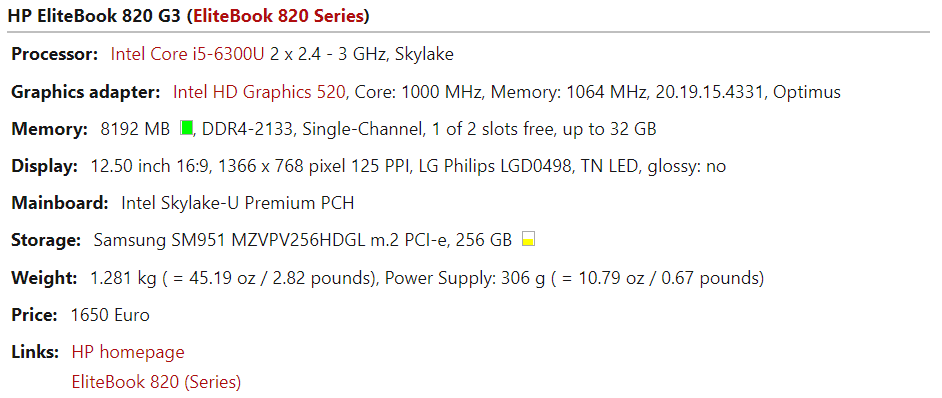 HP EliteBook 820 G3 (EliteBook 820 Series)
Processor: Intel Core i5-6300U 2 x 2.4 - 3 GHz, Skylake
Graphics adapter: Intel HD Graphics 520, Core: 1000 MHz, Memory: 1064 MHz, 20.19.15.4331, Optimus
Memory: 8192 MB , DDR4-2133, Single-Channel, 1 of 2 slots free, up to 32 GB
Display: 12.50 inch 16:9, 1366 x 768 pixel 125 PPI, LG Philips LGD0498, TN LED, glossy: no
Mainboard: Intel Skylake-U Premium PCH
Storage: Samsung SM951 MZVPV256HDGL m.2 PCI-e, 256 GB
Weight: 1.281 kg ( = 45.19 oz / 2.82 pounds), Power Supply: 306 g ( = 10.79 oz / 0.67 pounds)
Price: 1650 Euro
Links: HP homepage
EliteBook 820 (Series)